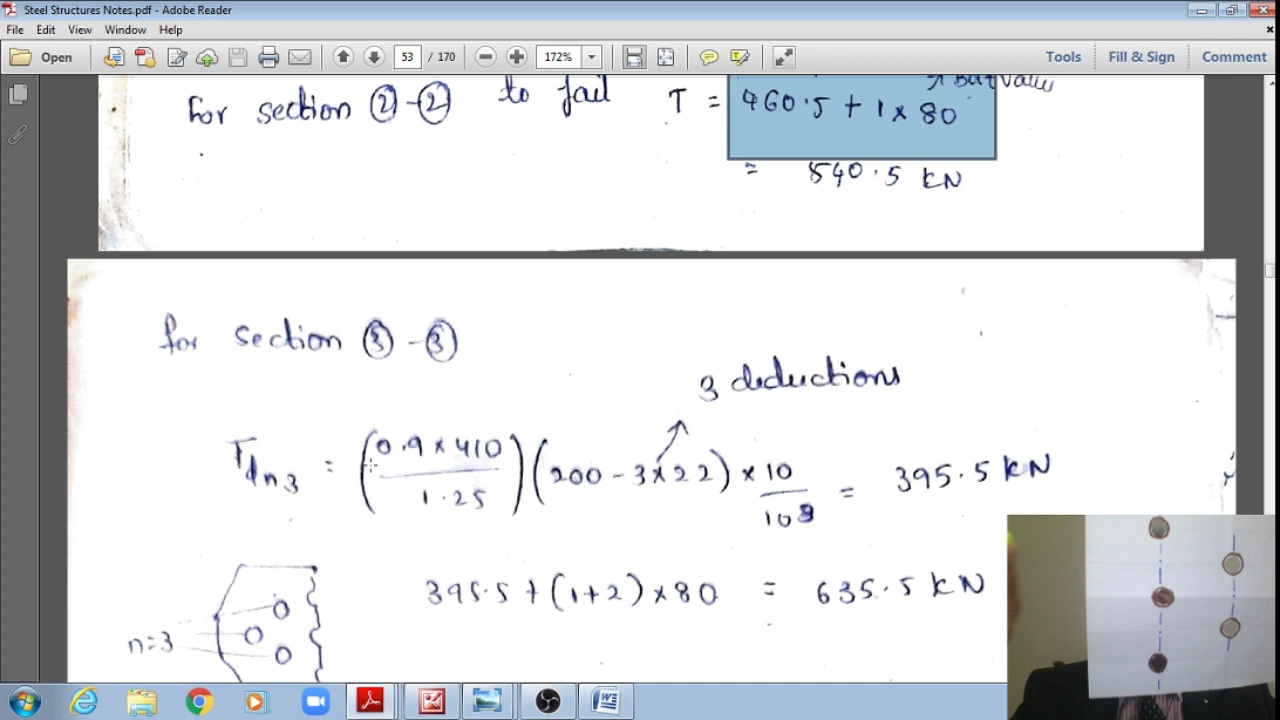 Steel Structures Notes.pdf - Adobe Reader
File Edit View Window Help
Open 53 / 170 172% Tools Fill & Sign Comment
But value
For section ②-② to fail T = 460.5 + 1 × 80
= 540.5 kN
for section ③-③
3 deductions
Tdn3 = (0.9 × 410 / 1.25) (200 - 3×22) × 10 / 10³ = 395.5 kN
395.5 + (1+2) × 80 = 635.5 kN
n=3